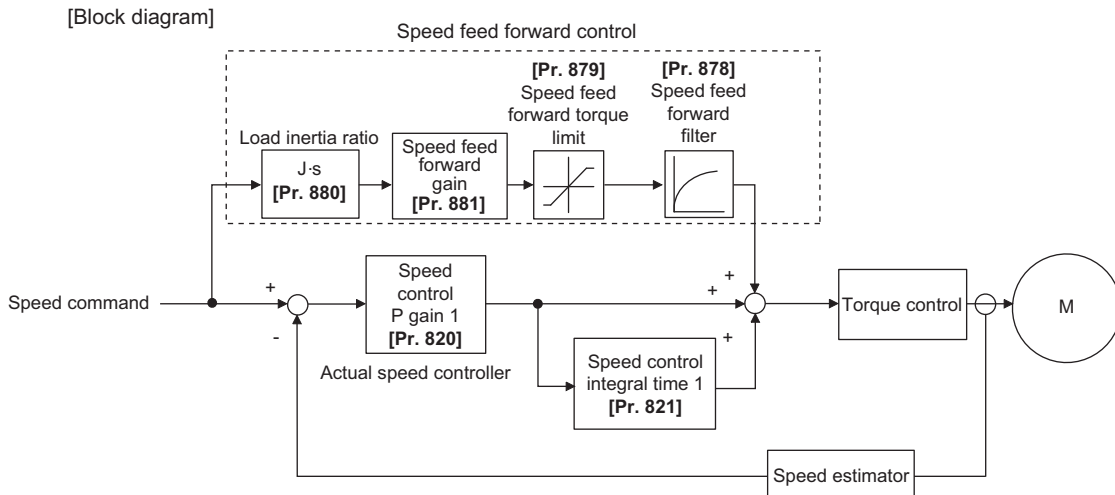 [Block diagram]
Speed feed forward control
[Pr. 879]
Speed feed
forward torque
limit
[Pr. 878]
Speed feed
forward
filter
Load inertia ratio
J·s
[Pr. 880]
Speed feed
forward
gain
[Pr. 881]
Speed command
+
-
Speed
control
P gain 1
[Pr. 820]
Actual speed controller
Speed control
integral time 1
[Pr. 821]
+
+
+
Torque control
M
Speed estimator